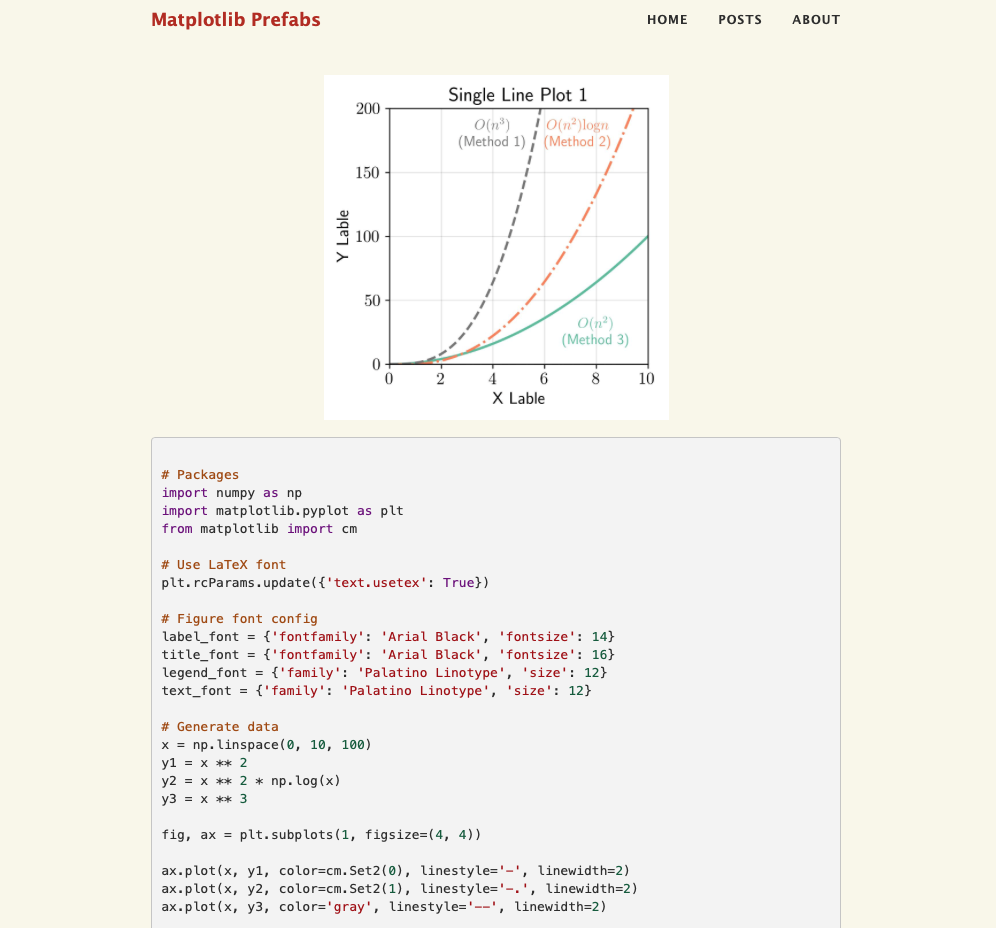 Matplotlib Prefabs
HOME POSTS ABOUT
Single Line Plot 1
200
150
100
50
0
Y Lable
O(n³)
(Method 1)
O(n²)logn
(Method 2)
O(n²)
(Method 3)
0 2 4 6 8 10
X Lable
# Packages
import numpy as np
import matplotlib.pyplot as plt
from matplotlib import cm
# Use LaTeX font
plt.rcParams.update({'text.usetex': True})
# Figure font config
label_font = {'fontfamily': 'Arial Black', 'fontsize': 14}
title_font = {'fontfamily': 'Arial Black', 'fontsize': 16}
legend_font = {'family': 'Palatino Linotype', 'size': 12}
text_font = {'family': 'Palatino Linotype', 'size': 12}
# Generate data
x = np.linspace(0, 10, 100)
y1 = x ** 2
y2 = x ** 2 * np.log(x)
y3 = x ** 3
fig, ax = plt.subplots(1, figsize=(4, 4))
ax.plot(x, y1, color=cm.Set2(0), linestyle='-', linewidth=2)
ax.plot(x, y2, color=cm.Set2(1), linestyle='-.', linewidth=2)
ax.plot(x, y3, color='gray', linestyle='--', linewidth=2)